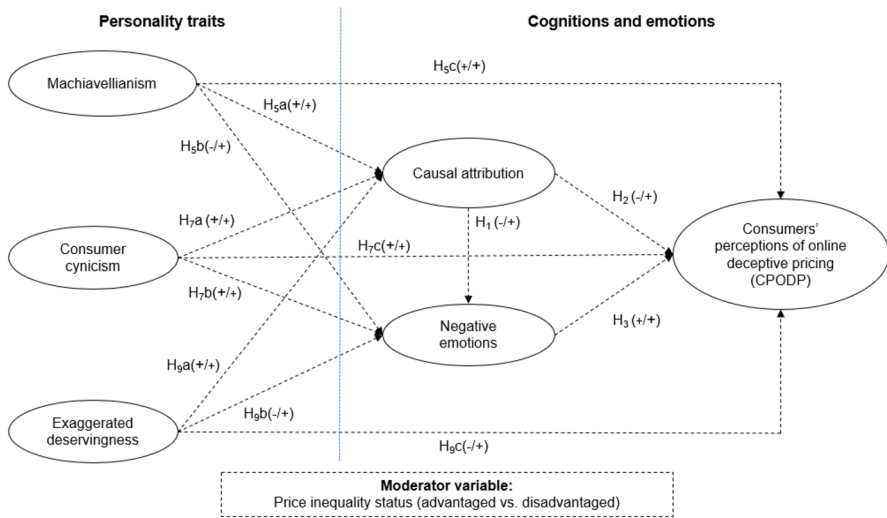 Personality traits
Cognitions and emotions
Machiavellianism
H5c(+/+)
H5a(+/+)
H5b(-/+)
Causal attribution
H2 (-/+)
H7a (+/+)
H1 (-/+)
Consumer
cynicism
H7c(+/+)
Consumers’
perceptions of online
deceptive pricing
(CPODP)
H7b(+/+)
Negative
emotions
H3 (+/+)
H9a(+/+)
H9b(-/+)
Exaggerated
deservingness
H9c(-/+)
Moderator variable:
Price inequality status (advantaged vs. disadvantaged)